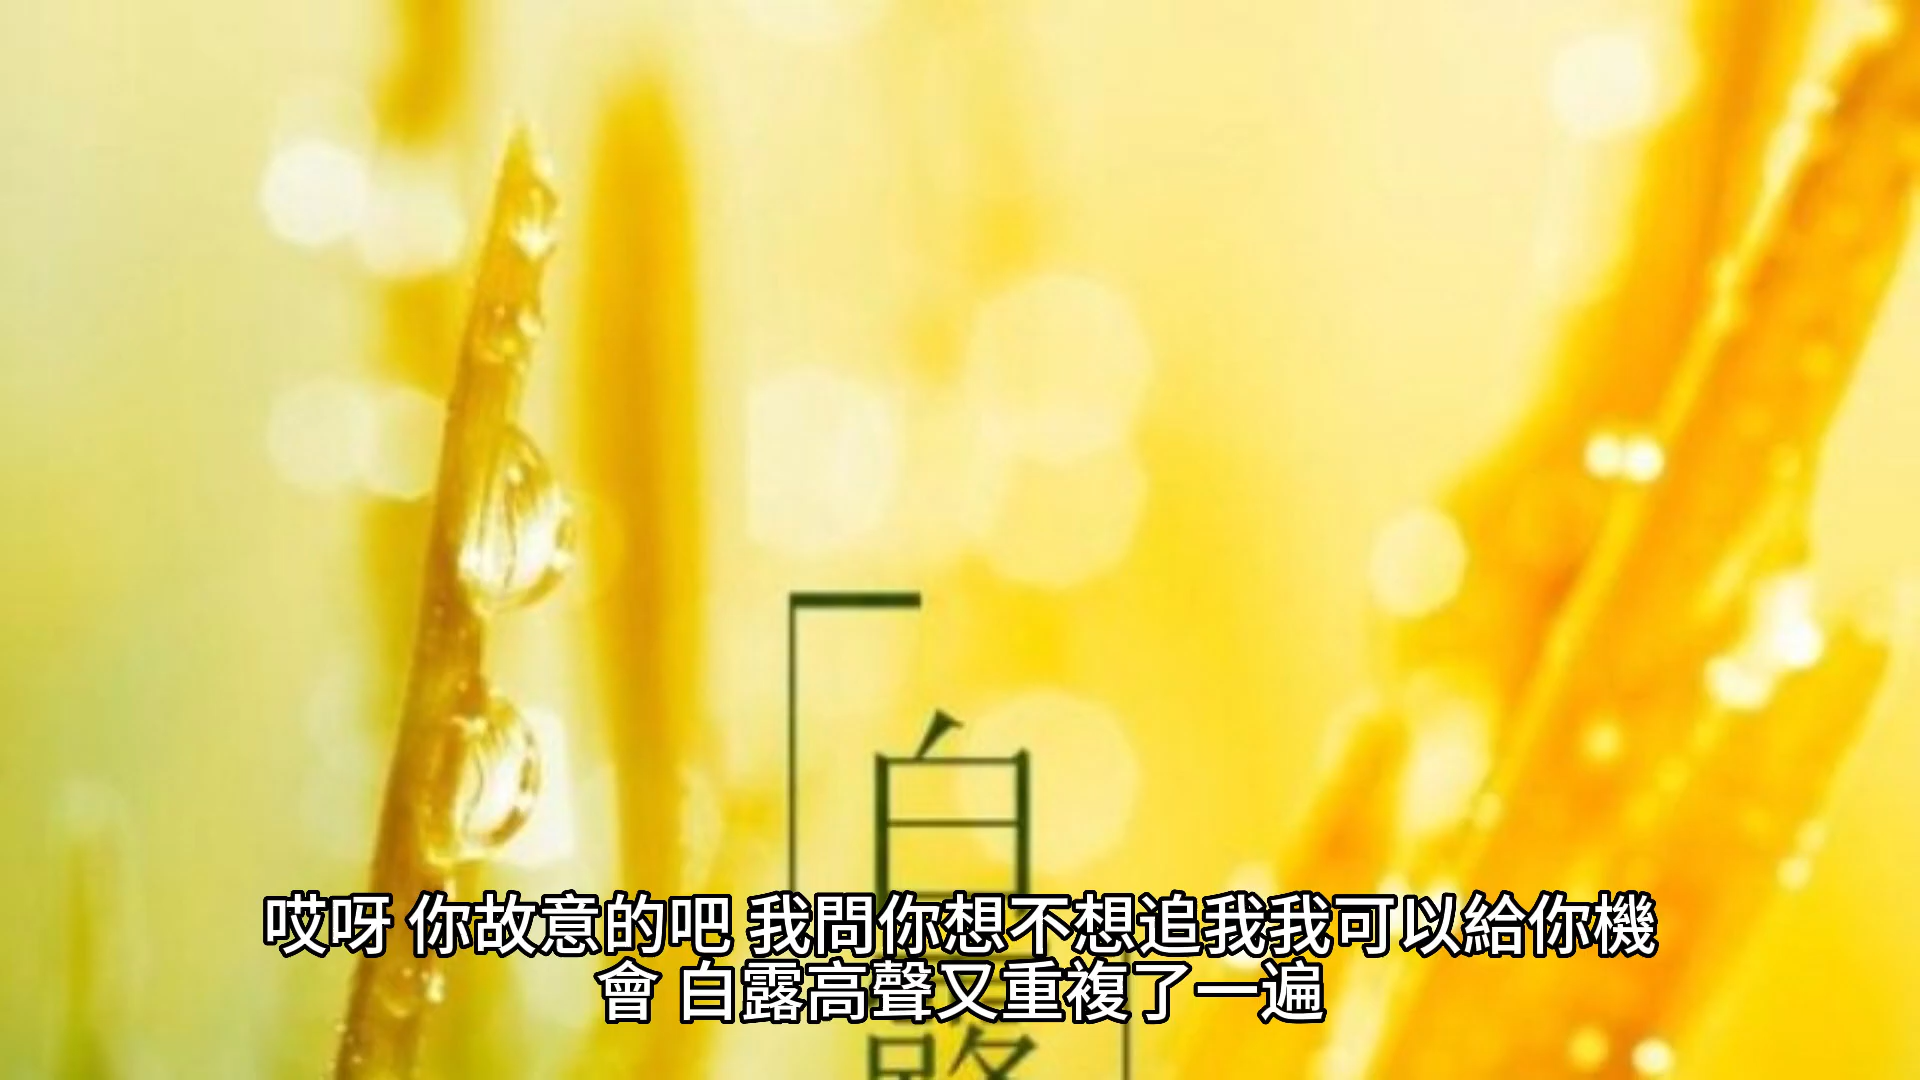 白露
哎呀 你故意的吧 我問你想不想追我我可以給你機
會 白露高聲又重複了一遍